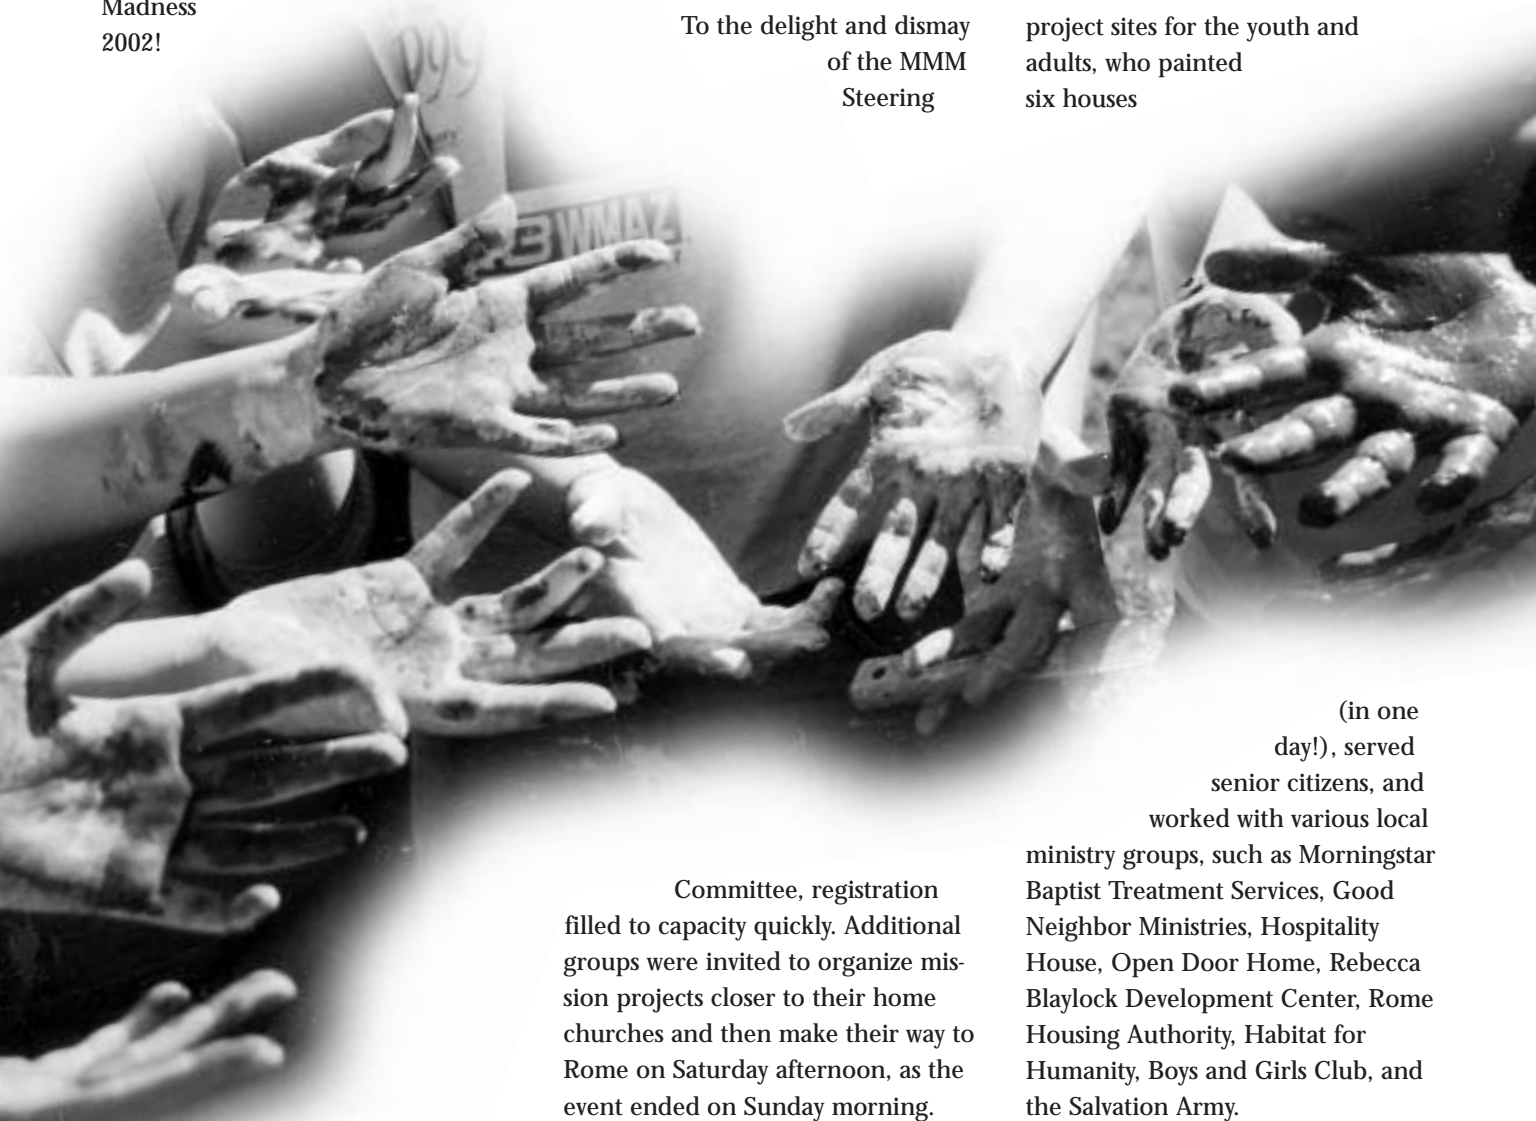 Madness
2002!
To the delight and dismay
of the MMM
Steering
Committee, registration
filled to capacity quickly. Additional
groups were invited to organize mis-
sion projects closer to their home
churches and then make their way to
Rome on Saturday afternoon, as the
event ended on Sunday morning.
project sites for the youth and
adults, who painted
six houses
(in one
day!), served
senior citizens, and
worked with various local
ministry groups, such as Morningstar
Baptist Treatment Services, Good
Neighbor Ministries, Hospitality
House, Open Door Home, Rebecca
Blaylock Development Center, Rome
Housing Authority, Habitat for
Humanity, Boys and Girls Club, and
the Salvation Army.
999
3WMAZ